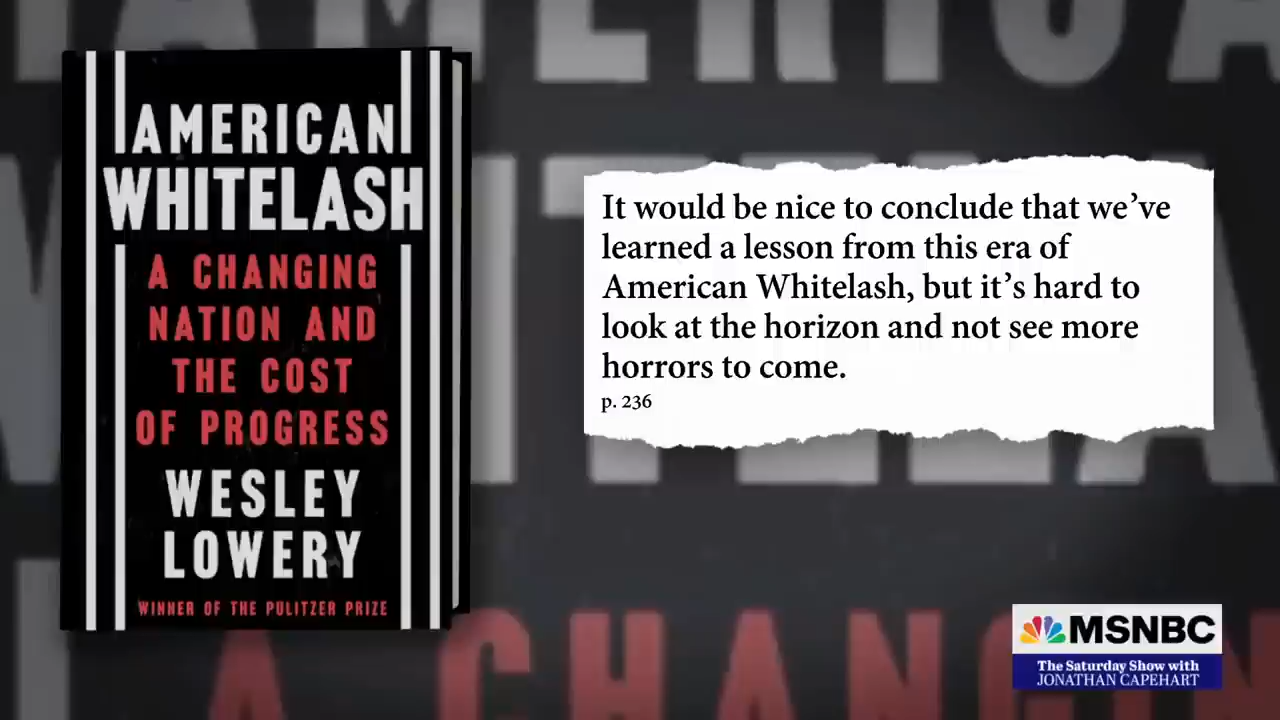 AMERICAN
WHITELASH
A CHANGING
NATION AND
THE COST
OF PROGRESS
WESLEY
LOWERY
WINNER OF THE PULITZER PRIZE
It would be nice to conclude that we’ve
learned a lesson from this era of
American Whitelash, but it’s hard to
look at the horizon and not see more
horrors to come.
p. 236
MSNBC
The Saturday Show with
JONATHAN CAPEHART